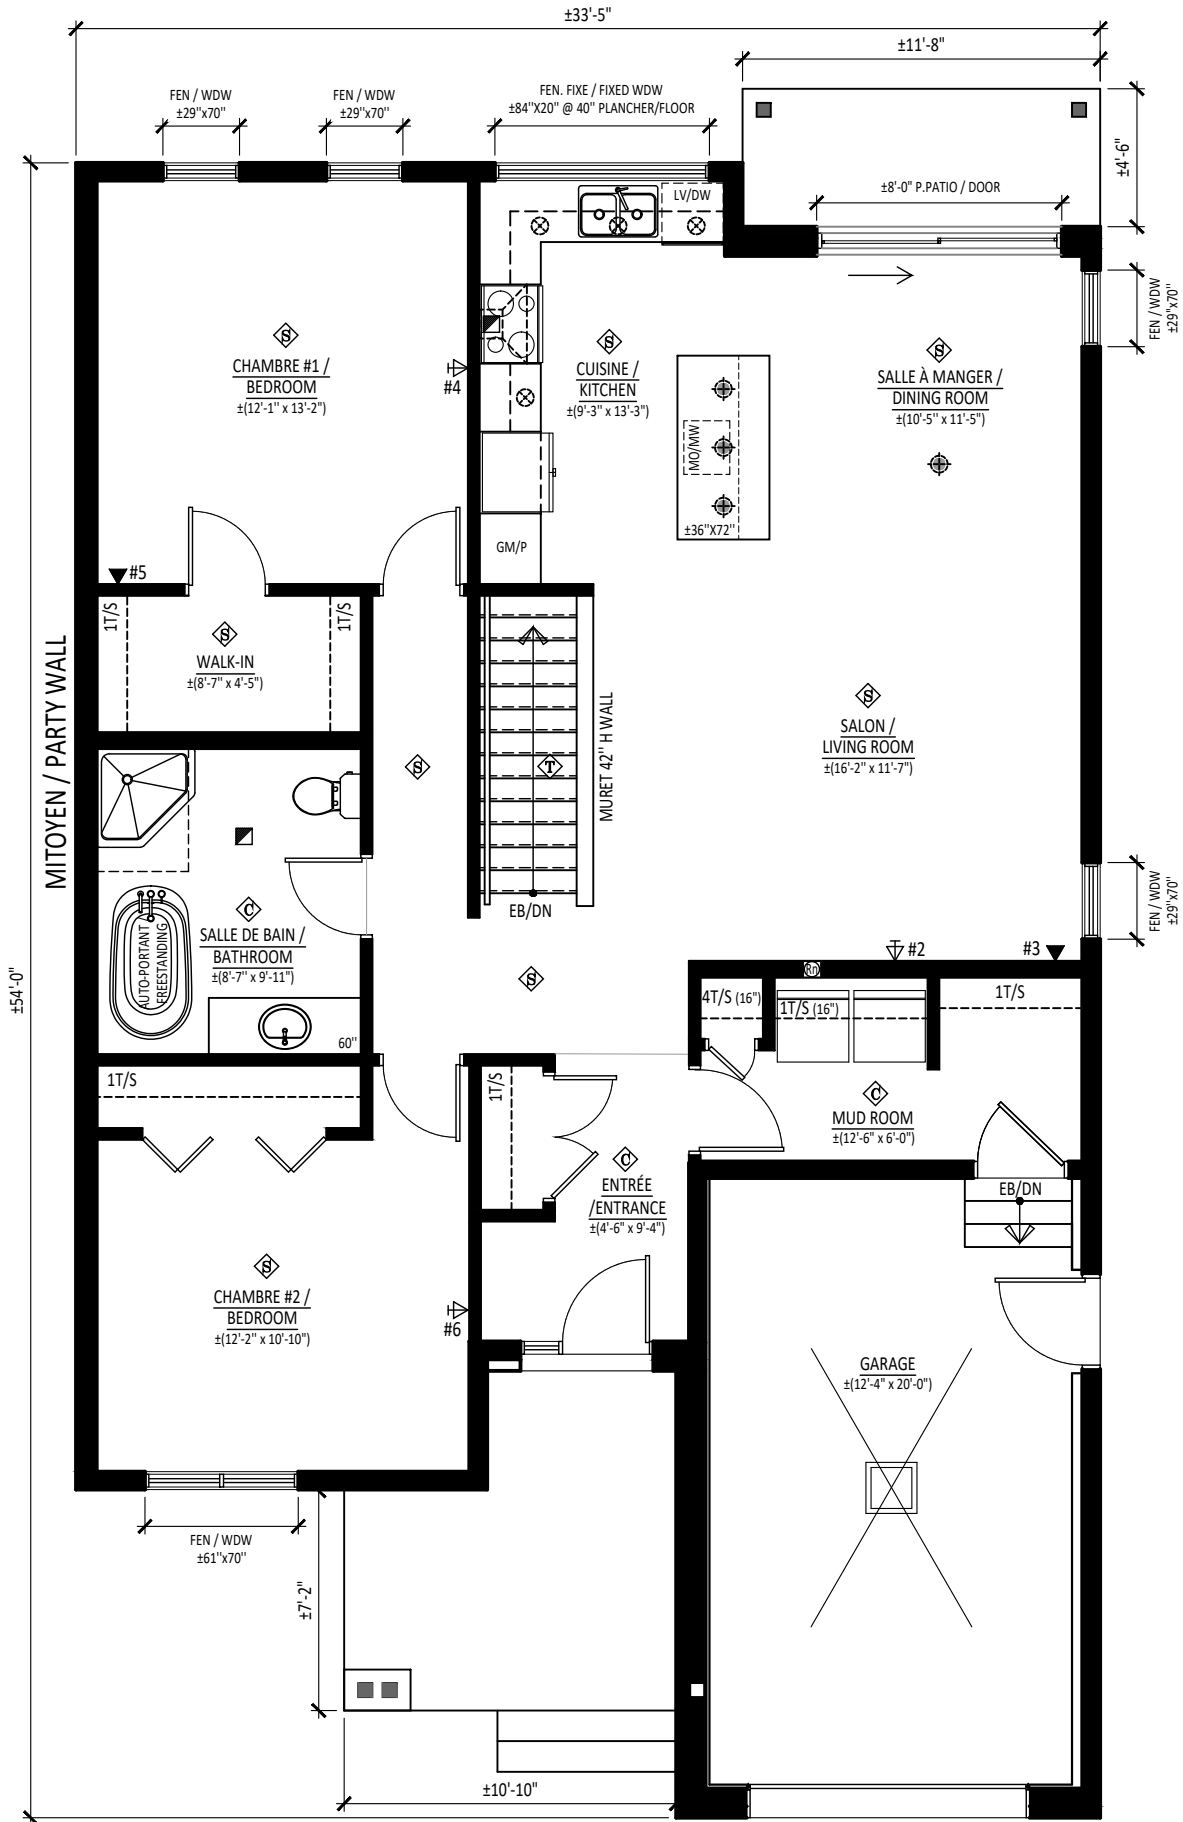 ±33'-5"
±11'-8"
FEN / WDW
±29"x70"
FEN / WDW
±29"x70"
FEN. FIXE / FIXED WDW
±84"X20" @ 40" PLANCHER/FLOOR
±4'-6"
±8'-0" P.PATIO / DOOR
LV/DW
FEN / WDW
±29"x70"
S
CHAMBRE #1 /
BEDROOM
±(12'-1" x 13'-2")
#4
S
CUISINE /
KITCHEN
±(9'-3" x 13'-3")
S
SALLE À MANGER /
DINING ROOM
±(10'-5" x 11'-5")
MO/MW
±36"X72"
GM/P
#5
1T/S
1T/S
S
WALK-IN
±(8'-7" x 4'-5")
MITOYEN / PARTY WALL
S
T
MURET 42" H WALL
EB/DN
S
SALON /
LIVING ROOM
±(16'-2" x 11'-7")
FEN / WDW
±29"x70"
C
SALLE DE BAIN /
BATHROOM
±(8'-7" x 9'-11")
AUTO-PORTANT
FREESTANDING
60"
±54'-0"
S
#2
#3
Rn
4T/S (16")
1T/S (16")
1T/S
C
MUD ROOM
±(12'-6" x 6'-0")
1T/S
1T/S
C
ENTRÉE
/ENTRANCE
±(4'-6" x 9'-4")
EB/DN
S
CHAMBRE #2 /
BEDROOM
±(12'-2" x 10'-10")
#6
GARAGE
±(12'-4" x 20'-0")
FEN / WDW
±61"x70"
±7'-2"
±10'-10"